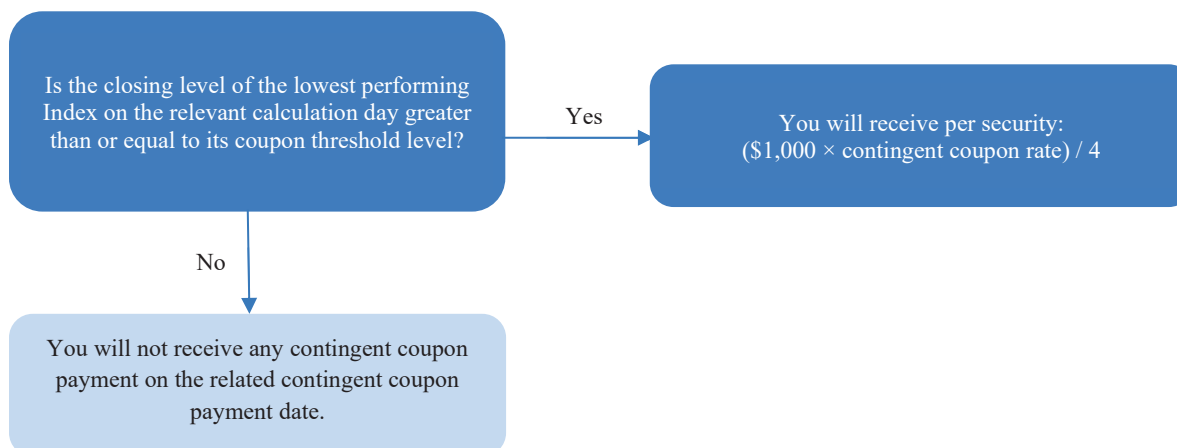 Is the closing level of the lowest performing
Index on the relevant calculation day greater
than or equal to its coupon threshold level?
Yes
You will receive per security:
($1,000 × contingent coupon rate) / 4
No
You will not receive any contingent coupon
payment on the related contingent coupon
payment date.